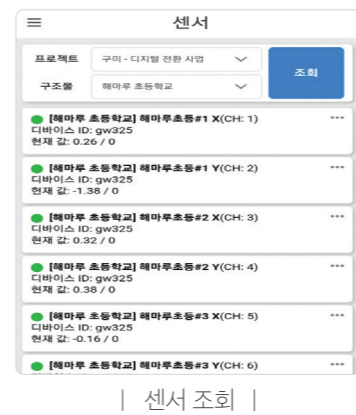 센서
프로젝트 구미 - 디지털 전환 사업
조회
구조물 해마루 초등학교
[해마루 초등학교] 해마루초등#1 X(CH: 1)
디바이스 ID: gw325
현재 값: 0.26 / 0
[해마루 초등학교] 해마루초등#1 Y(CH: 2)
디바이스 ID: gw325
현재 값: -1.38 / 0
[해마루 초등학교] 해마루초등#2 X(CH: 3)
디바이스 ID: gw325
현재 값: 0.32 / 0
[해마루 초등학교] 해마루초등#2 Y(CH: 4)
디바이스 ID: gw325
현재 값: 0.38 / 0
[해마루 초등학교] 해마루초등#3 X(CH: 5)
디바이스 ID: gw325
현재 값: -0.16 / 0
[해마루 초등학교] 해마루초등#3 Y(CH: 6)
| 센서 조회 |